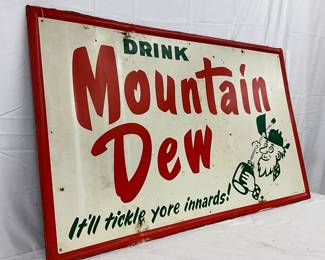 DRINK
Mountain
Dew
It'll tickle yore innards!